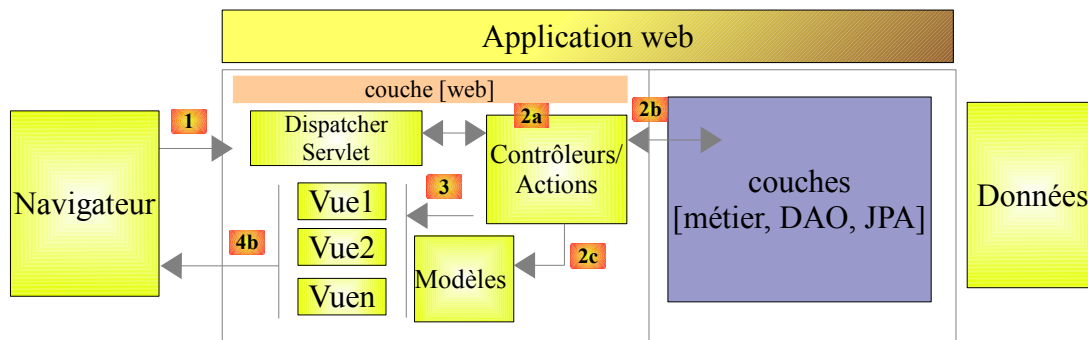 Application web
couche [web]
1
Dispatcher
Servlet
2a
2b
Contrôleurs/
Actions
Navigateur
couches
[métier, DAO, JPA]
Données
3
Vue1
4b
Vue2
2c
Modèles
Vuen